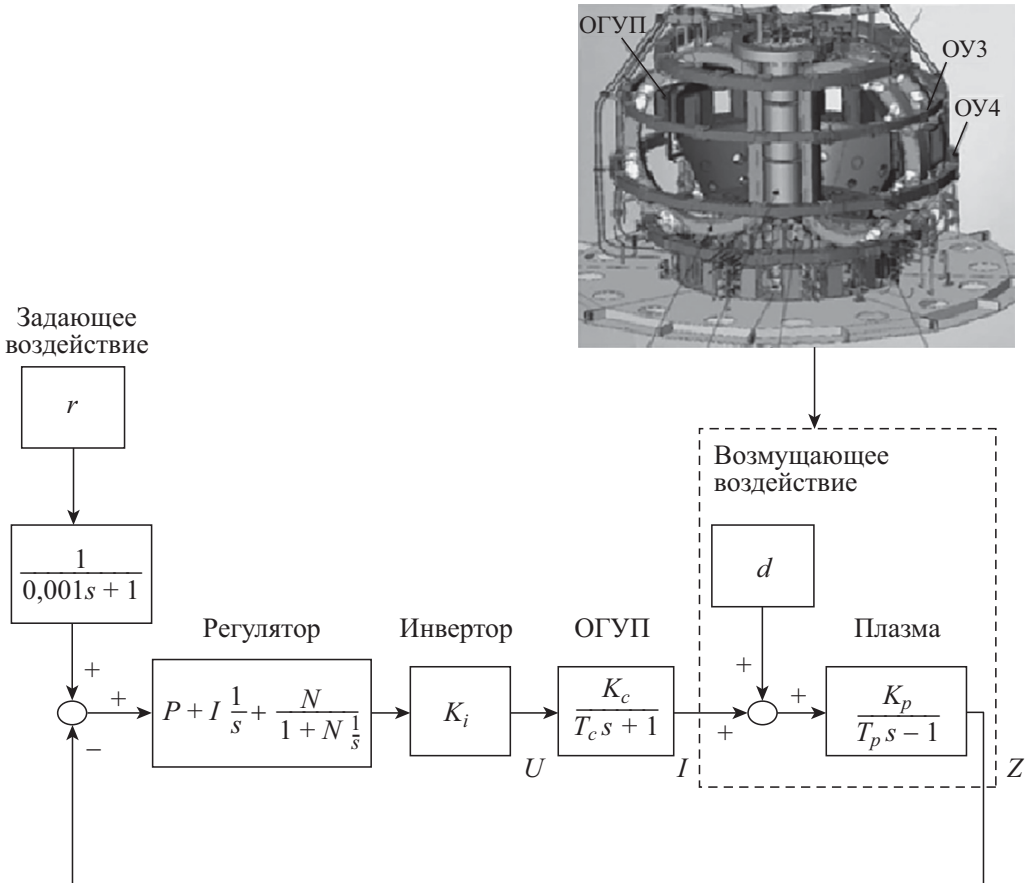 ОГУП
ОУ3
ОУ4
Задающее
воздействие
r
1
0,001s + 1
Возмущающее
воздействие
d
Регулятор
Инвертор
ОГУП
Плазма
+
+
−
P + I 1/s + N/(1 + N 1/s)
K_i
U
K_c
T_c s + 1
I
+
+
+
K_p
T_p s − 1
Z